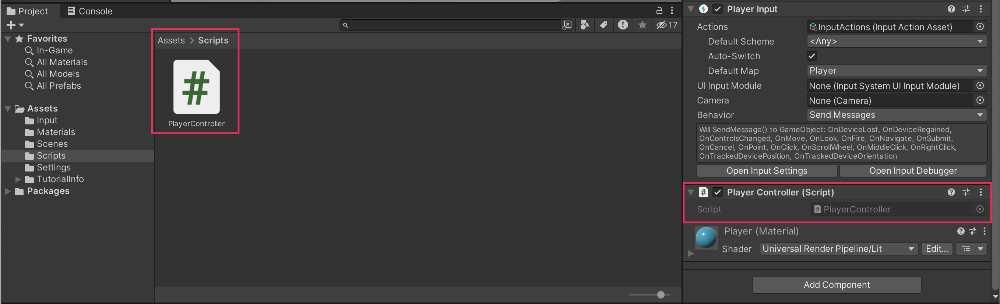 Project
Console
17
Favorites
In-Game
All Materials
All Models
All Prefabs
Assets
Input
Materials
Scenes
Scripts
Settings
TutorialInfo
Packages
Assets > Scripts
#
PlayerController
Player Input
Actions
InputActions (Input Action Asset)
Default Scheme
<Any>
Auto-Switch
Default Map
Player
UI Input Module
None (Input System UI Input Module)
Camera
None (Camera)
Behavior
Send Messages
Will SendMessage() to GameObject: OnDeviceLost, OnDeviceRegained,
OnControlsChanged, OnMove, OnLook, OnFire, OnNavigate, OnSubmit,
OnCancel, OnPoint, OnClick, OnScrollWheel, OnMiddleClick, OnRightClick,
OnTrackedDevicePosition, OnTrackedDeviceOrientation
Open Input Settings
Open Input Debugger
# Player Controller (Script)
Script
# PlayerController
Player (Material)
Shader
Universal Render Pipeline/Lit
Edit...
Add Component